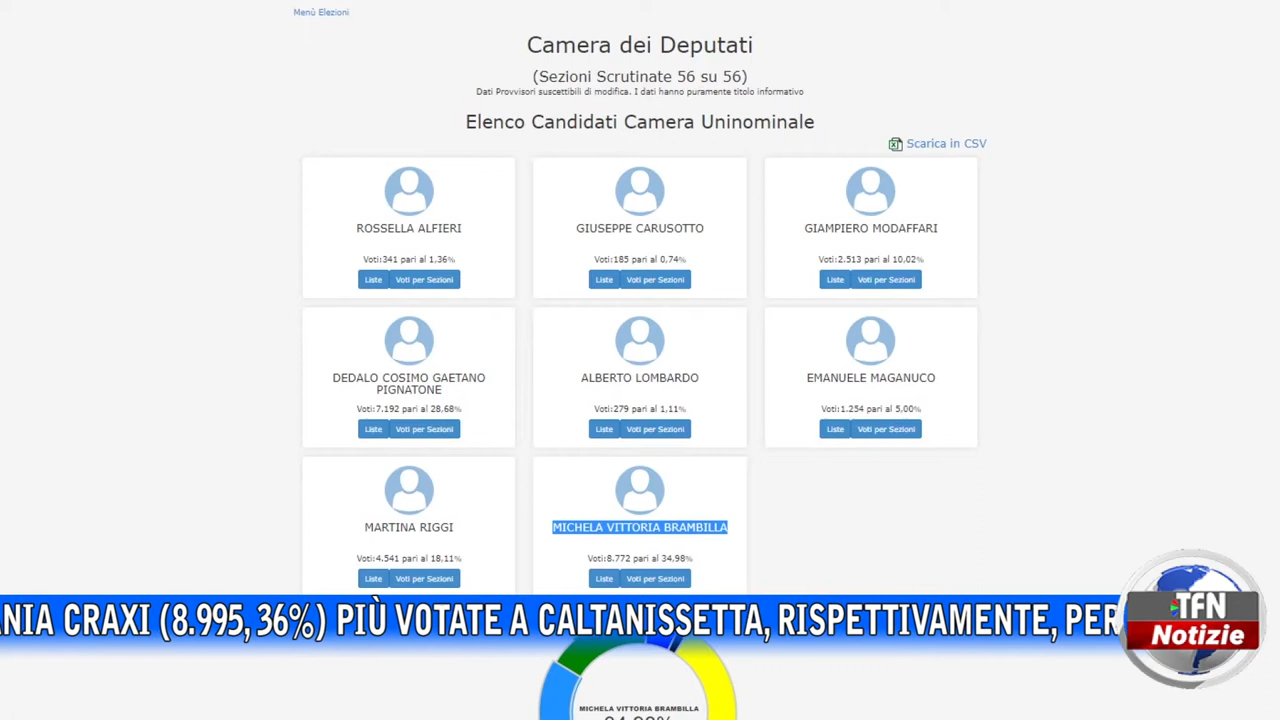 Menù Elezioni
Camera dei Deputati
(Sezioni Scrutinate 56 su 56)
Dati Provvisori suscettibili di modifica. I dati hanno puramente titolo informativo
Elenco Candidati Camera Uninominale
Scarica in CSV
ROSSELLA ALFIERI
Voti:341 pari al 1,36%
Liste Voti per Sezioni
GIUSEPPE CARUSOTTO
Voti:185 pari al 0,74%
Liste Voti per Sezioni
GIAMPIERO MODAFFARI
Voti:2.513 pari al 10,02%
Liste Voti per Sezioni
DEDALO COSIMO GAETANO
PIGNATONE
Voti:7.192 pari al 28,68%
Liste Voti per Sezioni
ALBERTO LOMBARDO
Voti:279 pari al 1,11%
Liste Voti per Sezioni
EMANUELE MAGANUCO
Voti:1.254 pari al 5,00%
Liste Voti per Sezioni
MARTINA RIGGI
Voti:4.541 pari al 18,11%
Liste Voti per Sezioni
MICHELA VITTORIA BRAMBILLA
Voti:8.772 pari al 34,98%
Liste Voti per Sezioni
ANIA CRAXI (8.995, 36%) PIÙ VOTATE A CALTANISSETTA, RISPETTIVAMENTE, PER
TFN
Notizie
MICHELA VITTORIA BRAMBILLA